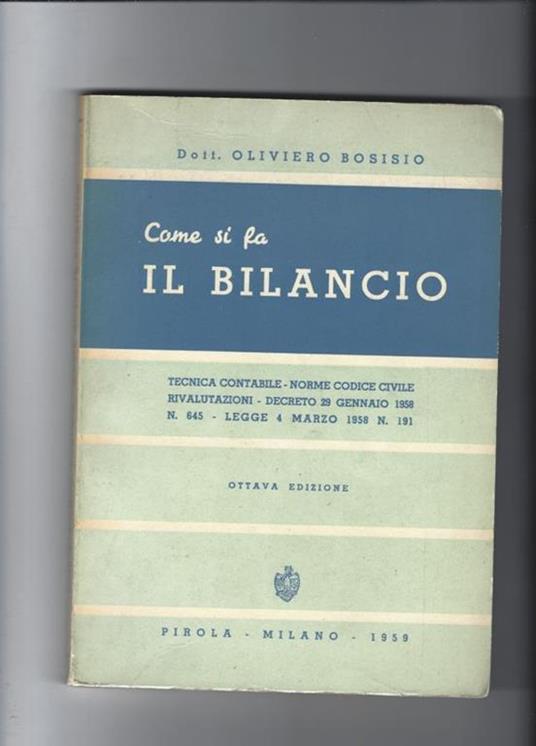 Dott. OLIVIERO BOSISIO
Come si fa
IL BILANCIO
TECNICA CONTABILE - NORME CODICE CIVILE
RIVALUTAZIONI - DECRETO 29 GENNAIO 1958
N. 645 - LEGGE 4 MARZO 1958 N. 191
OTTAVA EDIZIONE
PIROLA - MILANO - 1959